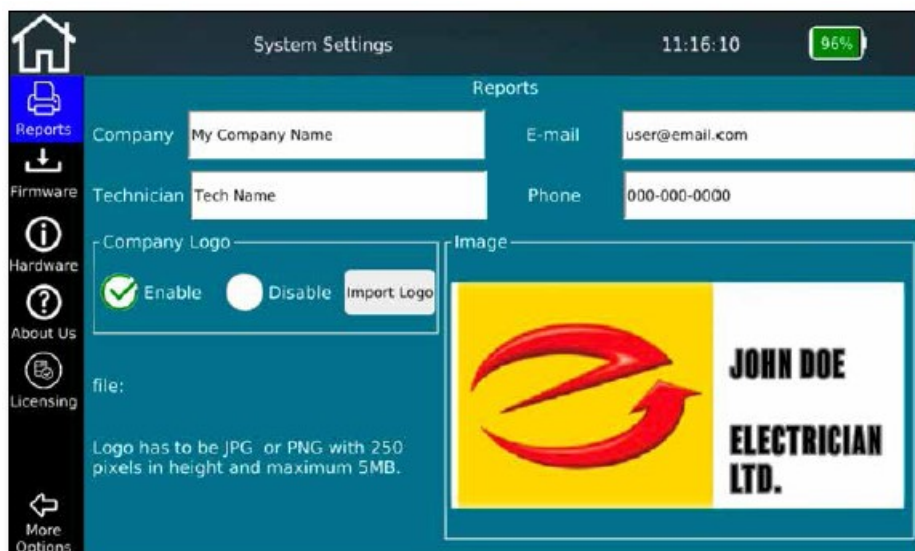 System Settings 11:16:10 96%
Reports
Reports
Company My Company Name E-mail user@email.com
Firmware
Technician Tech Name Phone 000-000-0000
Hardware
Company Logo Image
Enable Disable Import Logo
About Us
Licensing
file:
Logo has to be JPG or PNG with 250
pixels in height and maximum 5MB.
JOHN DOE
ELECTRICIAN
LTD.
More
Options